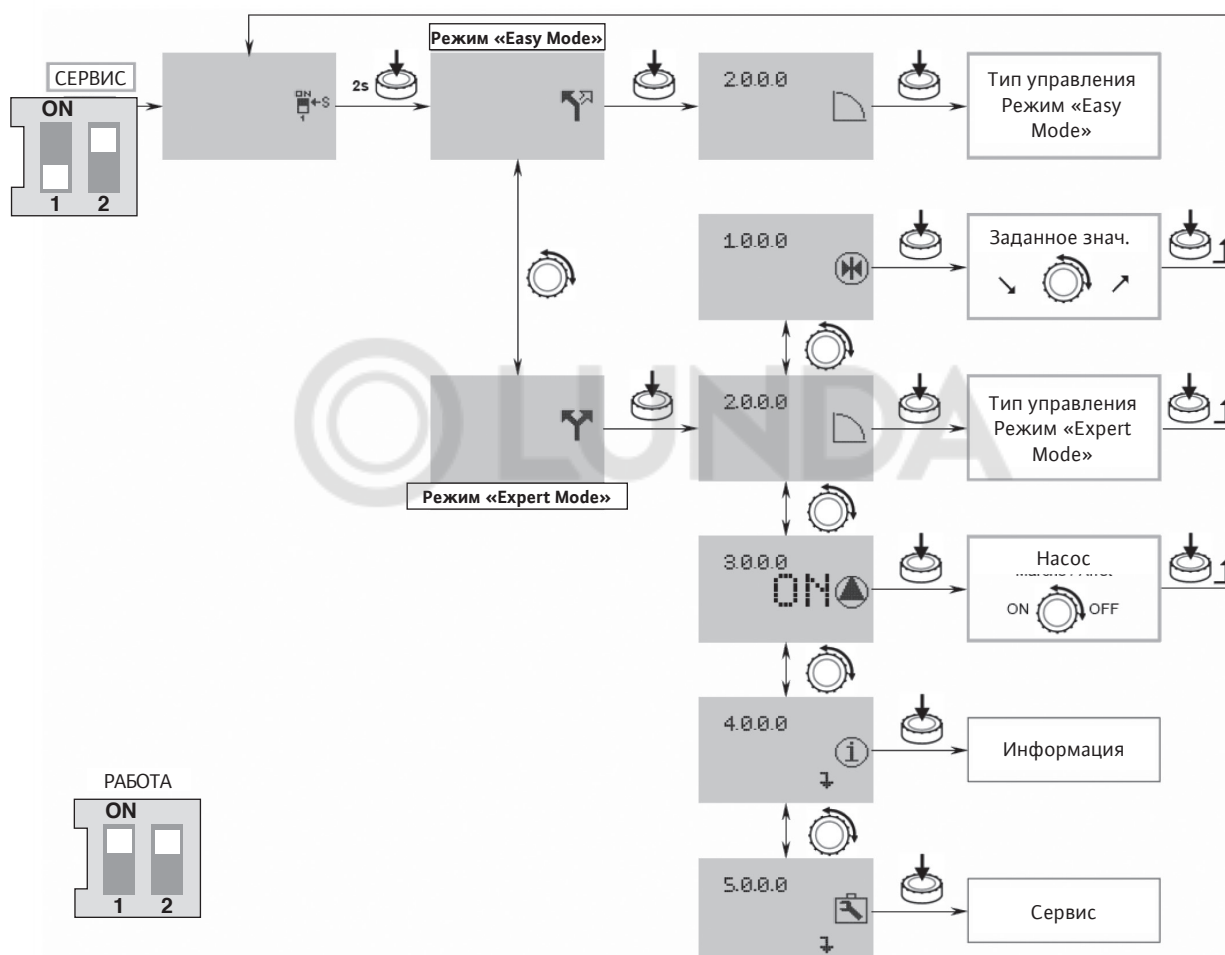 Режим «Easy Mode»
СЕРВИС
ON
1 2
ON
←S
1
2s
2.0.0.0
Тип управления
Режим «Easy
Mode»
1.0.0.0
Заданное знач.
LUNDA
2.0.0.0
Тип управления
Режим «Expert
Mode»
Режим «Expert Mode»
3.0.0.0
ON
Насос
ON OFF
4.0.0.0
i
Информация
РАБОТА
ON
1 2
5.0.0.0
Сервис